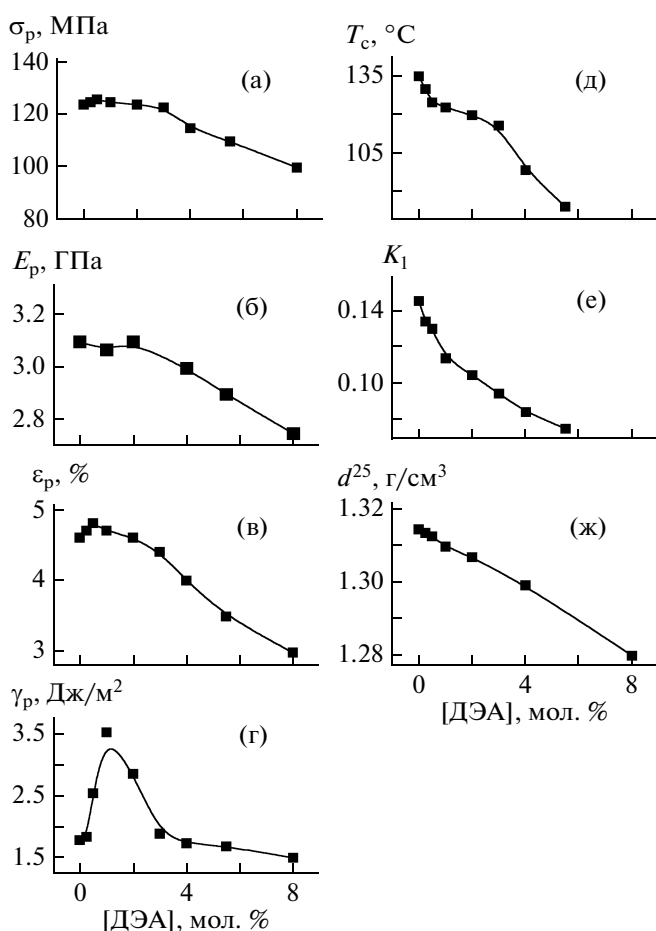 σp, МПа
140
120
100
80
(а)
Eр, ГПа
3.2
3.0
2.8
(б)
εр, %
5
4
3
(в)
γр, Дж/м²
3.5
2.5
1.5
(г)
0 4 8
[ДЭА], мол. %
Tс, °C
135
105
(д)
K1
0.14
0.10
(е)
d²⁵, г/см³
1.32
1.30
1.28
(ж)
0 4 8
[ДЭА], мол. %